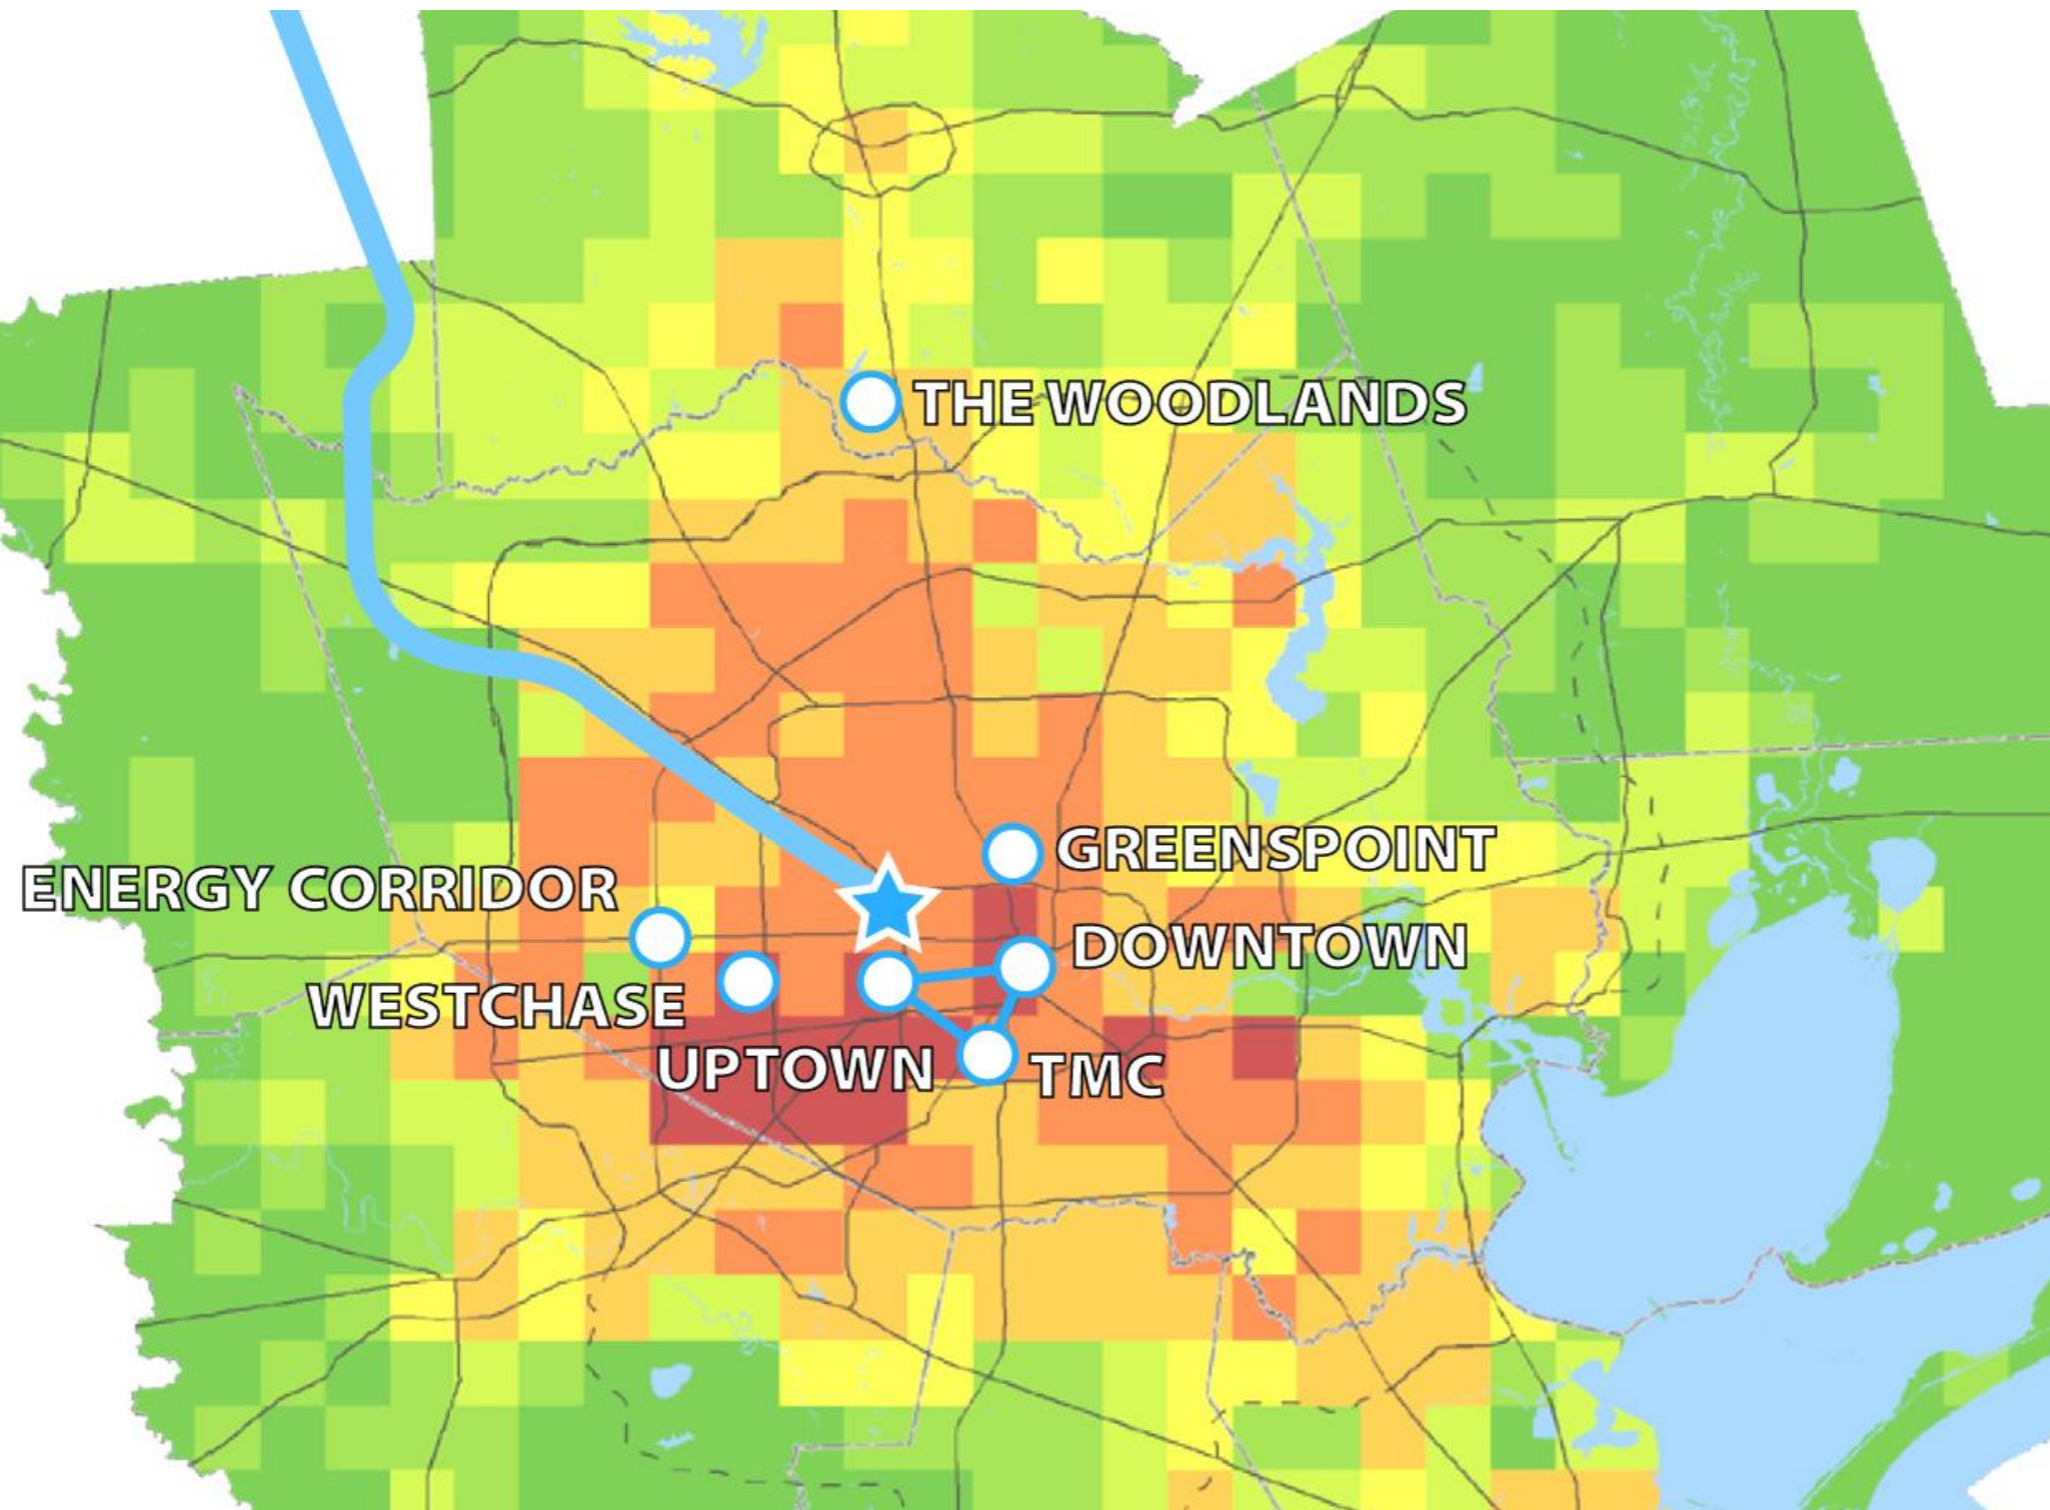 THE WOODLANDS
GREENSPOINT
ENERGY CORRIDOR
DOWNTOWN
WESTCHASE
UPTOWN
TMC